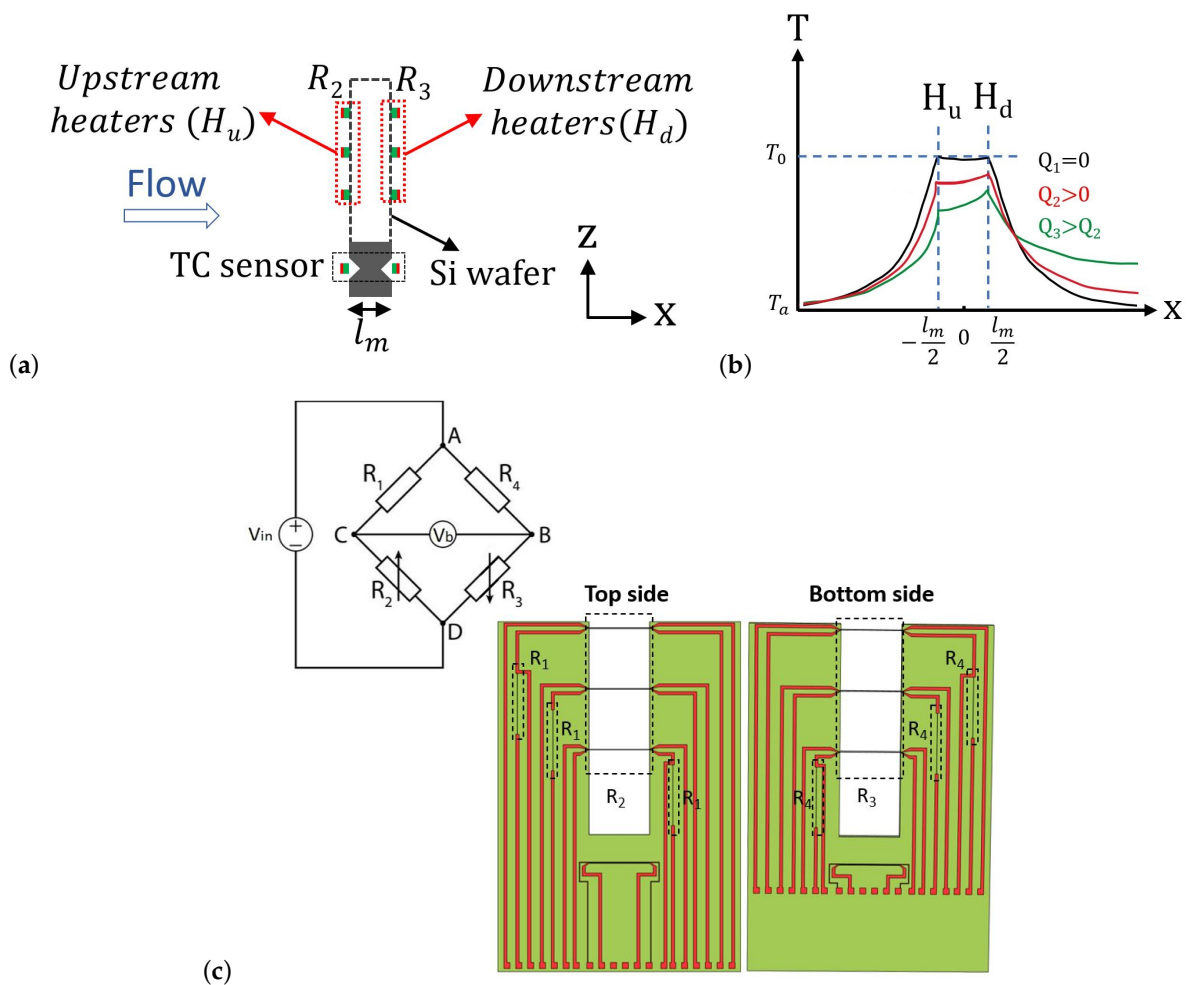 Upstream
heaters (Hu)
R2 R3
Downstream
heaters(Hd)
Flow
TC sensor
Si wafer
lm
z
x
(a)
T
Hu Hd
T0
Q1=0
Q2>0
Q3>Q2
Ta
x
-lm/2 0 lm/2
(b)
A
R1
R4
Vin
+
−
C
Vb
B
R2
R3
D
Top side
R1
R1
R2
R1
Bottom side
R4
R4
R4
R3
(c)